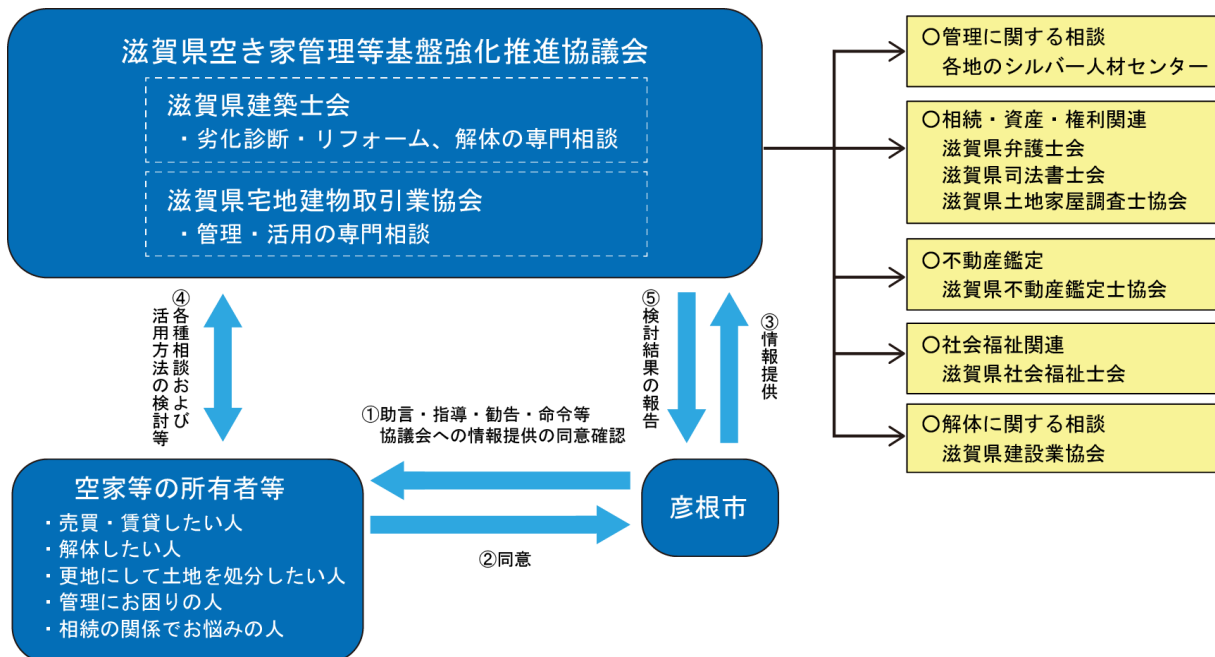 滋賀県空き家管理等基盤強化推進協議会
滋賀県建築士会
・劣化診断・リフォーム、解体の専門相談
滋賀県宅地建物取引業協会
・管理・活用の専門相談
〇管理に関する相談
各地のシルバー人材センター
〇相続・資産・権利関連
滋賀県弁護士会
滋賀県司法書士会
滋賀県土地家屋調査士協会
〇不動産鑑定
滋賀県不動産鑑定士協会
〇社会福祉関連
滋賀県社会福祉士会
〇解体に関する相談
滋賀県建設業協会
④各種相談および
活用方法の検討等
⑤検討結果の報告
③情報提供
①助言・指導・勧告・命令等
協議会への情報提供の同意確認
②同意
空家等の所有者等
・売買・賃貸したい人
・解体したい人
・更地にして土地を処分したい人
・管理にお困りの人
・相続の関係でお悩みの人
彦根市